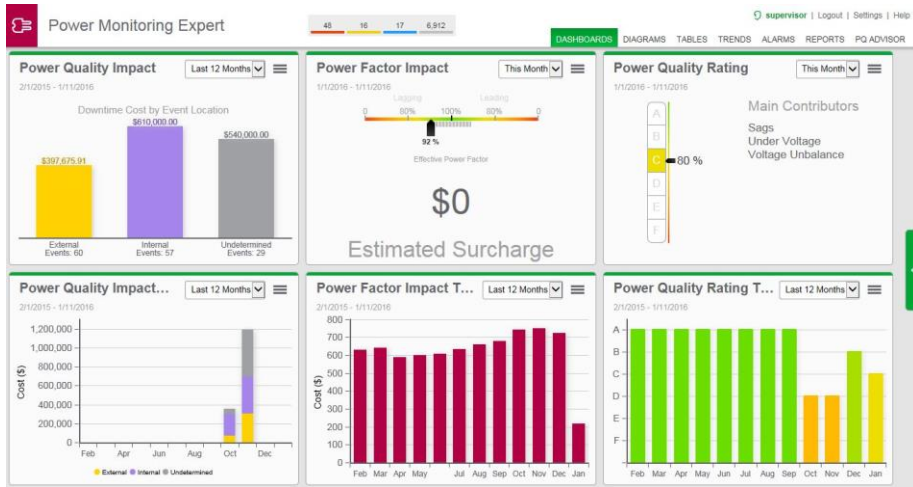 Power Monitoring Expert
48 16 17 6,912
supervisor | Logout | Settings | Help
DASHBOARDS DIAGRAMS TABLES TRENDS ALARMS REPORTS PQ ADVISOR
Power Quality Impact
Last 12 Months
2/1/2015 - 1/11/2016
Downtime Cost by Event Location
$397,675.91
$610,000.00
$540,000.00
External
Events: 60
Internal
Events: 57
Undetermined
Events: 29
Power Factor Impact
This Month
1/1/2016 - 1/11/2016
Lagging Leading
0 80% 100% 80% 0
92 %
Effective Power Factor
$0
Estimated Surcharge
Power Quality Rating
This Month
1/1/2016 - 1/11/2016
A
B
C
D
E
F
80 %
Main Contributors
Sags
Under Voltage
Voltage Unbalance
Power Quality Impact...
Last 12 Months
2/1/2015 - 1/11/2016
Cost ($)
1,200,000
1,000,000
800,000
600,000
400,000
200,000
0
Feb Apr Jun Aug Oct Dec
External Internal Undetermined
Power Factor Impact T...
Last 12 Months
2/1/2015 - 1/11/2016
Cost ($)
800
700
600
500
400
300
200
100
0
Feb Mar Apr May Jul Aug Sep Oct Nov Dec Jan
Power Quality Rating T...
Last 12 Months
2/1/2015 - 1/11/2016
A
B
C
D
E
F
Feb Mar Apr May Jun Jul Aug Sep Oct Nov Dec Jan